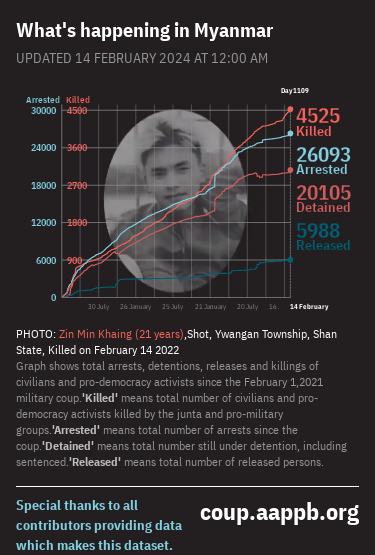 What's happening in Myanmar
UPDATED 14 FEBRUARY 2024 AT 12:00 AM
Day1109
Arrested Killed
30000 4500
24000 3600
18000 2700
12000 1800
6000 900
0
4525
Killed
26093
Arrested
20105
Detained
5988
Released
30 July 26 January 25 July 21 January 20 July 16. 14 February
PHOTO: Zin Min Khaing (21 years),Shot, Ywangan Township, Shan
State, Killed on February 14 2022
Graph shows total arrests, detentions, releases and killings of
civilians and pro-democracy activists since the February 1,2021
military coup.'Killed' means total number of civilians and pro-
democracy activists killed by the junta and pro-military
groups.'Arrested' means total number of arrests since the
coup.'Detained' means total number still under detention, including
sentenced.'Released' means total number of released persons.
Special thanks to all
contributors providing data
which makes this dataset.
coup.aappb.org